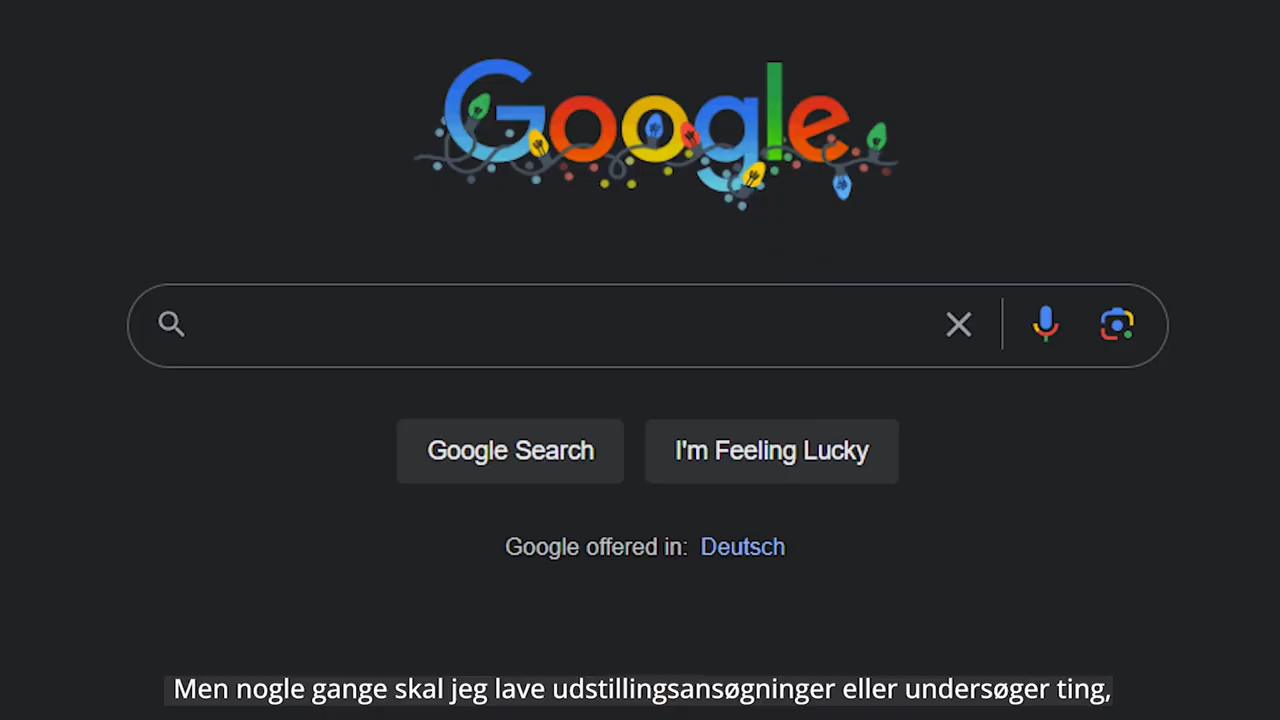 Google
Google Search
I'm Feeling Lucky
Google offered in: Deutsch
Men nogle gange skal jeg lave udstillingsansøgninger eller undersøger ting,